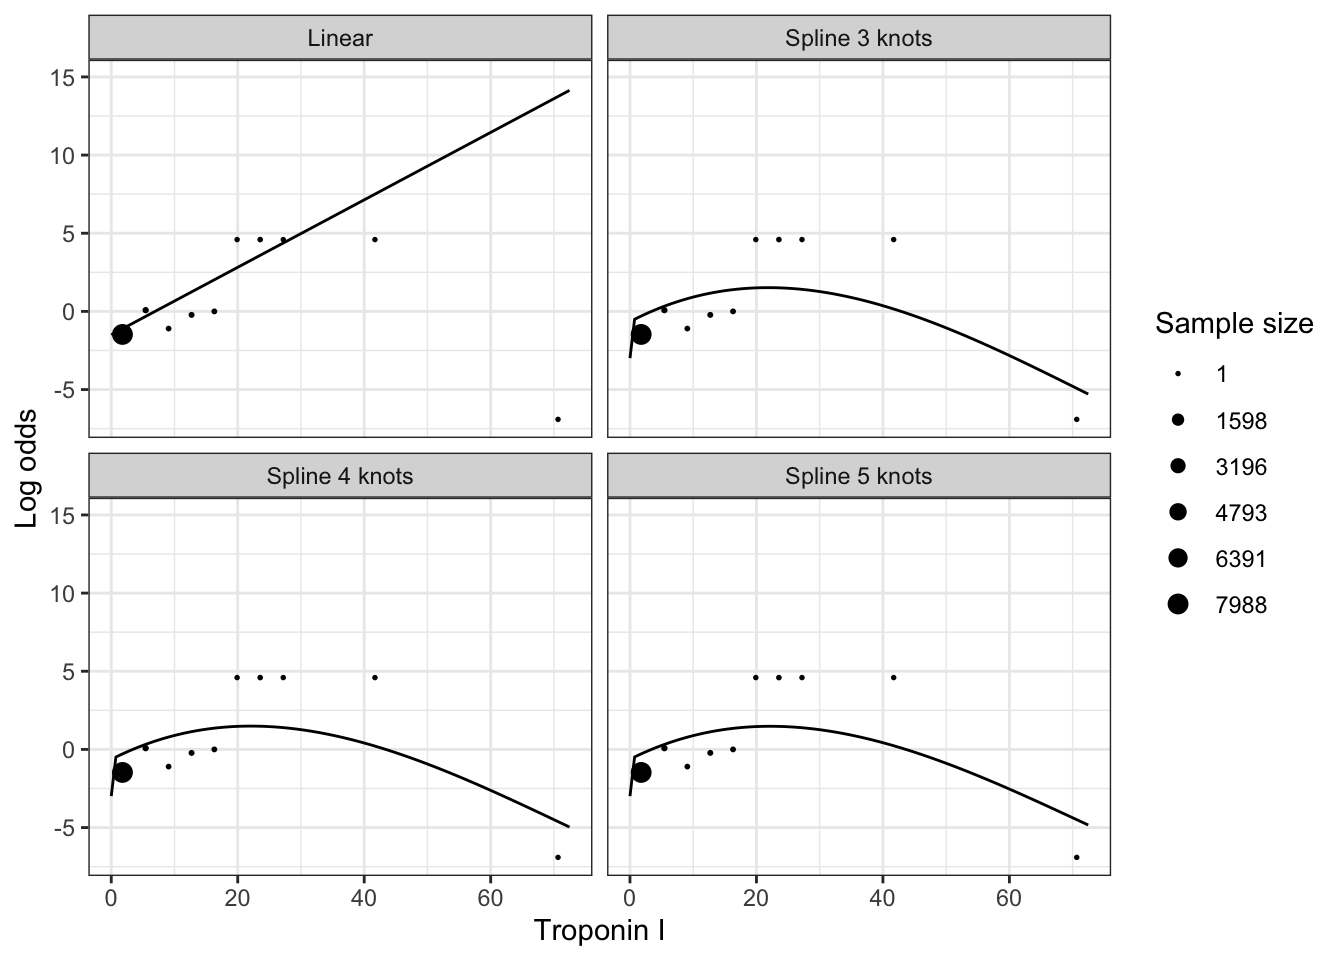 Linear
Spline 3 knots
15
10
5
0
-5
Spline 4 knots
Spline 5 knots
15
10
5
0
-5
0 20 40 60
0 20 40 60
Troponin I
Log odds
Sample size
1
1598
3196
4793
6391
7988